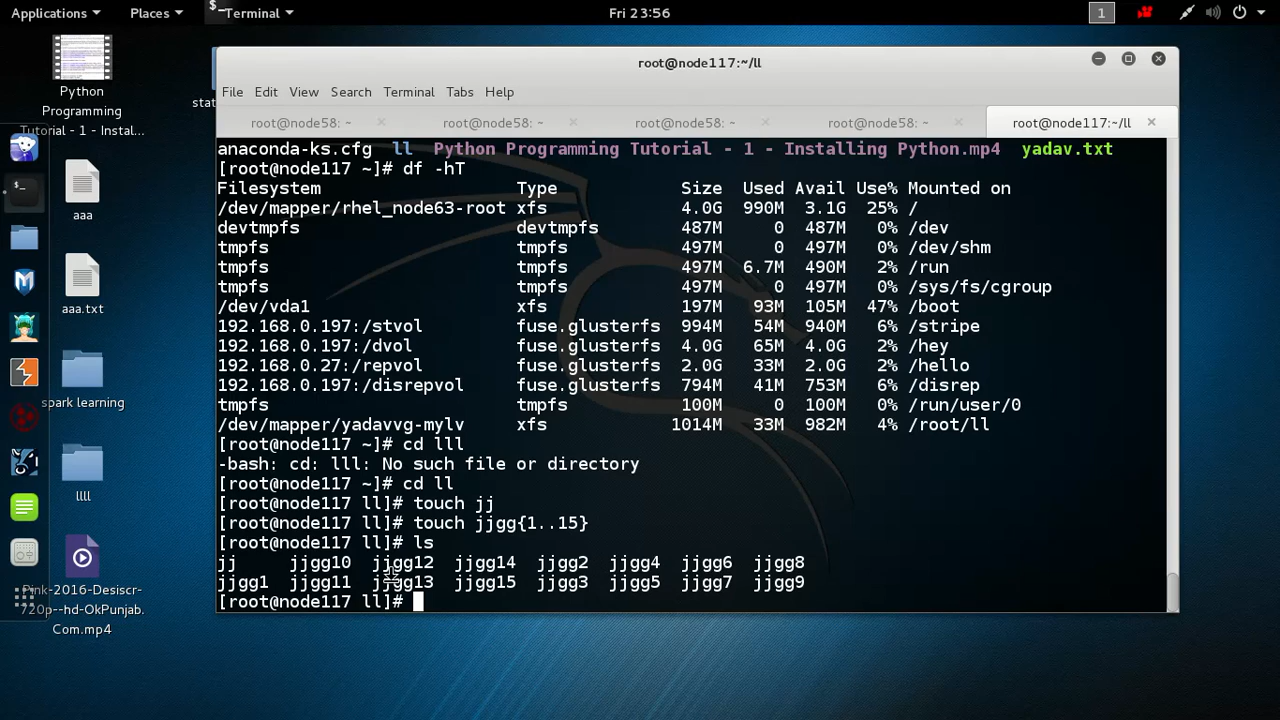 Applications Places Terminal Fri 23:56 1
root@node117:~/ll
File Edit View Search Terminal Tabs Help
root@node58: ~ root@node58: ~ root@node58: ~ root@node58: ~ root@node117:~/ll
anaconda-ks.cfg ll Python Programming Tutorial - 1 - Installing Python.mp4 yadav.txt
[root@node117 ~]# df -hT
Filesystem Type Size Used Avail Use% Mounted on
/dev/mapper/rhel_node63-root xfs 4.0G 990M 3.1G 25% /
devtmpfs devtmpfs 487M 0 487M 0% /dev
tmpfs tmpfs 497M 0 497M 0% /dev/shm
tmpfs tmpfs 497M 6.7M 490M 2% /run
tmpfs tmpfs 497M 0 497M 0% /sys/fs/cgroup
/dev/vda1 xfs 197M 93M 105M 47% /boot
192.168.0.197:/stvol fuse.glusterfs 994M 54M 940M 6% /stripe
192.168.0.197:/dvol fuse.glusterfs 4.0G 65M 4.0G 2% /hey
192.168.0.27:/repvol fuse.glusterfs 2.0G 33M 2.0G 2% /hello
192.168.0.197:/disrepvol fuse.glusterfs 794M 41M 753M 6% /disrep
tmpfs tmpfs 100M 0 100M 0% /run/user/0
/dev/mapper/yadavvg-mylv xfs 1014M 33M 982M 4% /root/ll
[root@node117 ~]# cd lll
-bash: cd: lll: No such file or directory
[root@node117 ~]# cd ll
[root@node117 ll]# touch jj
[root@node117 ll]# touch jjgg{1..15}
[root@node117 ll]# ls
jj jjgg10 jjgg12 jjgg14 jjgg2 jjgg4 jjgg6 jjgg8
jjgg1 jjgg11 jjgg13 jjgg15 jjgg3 jjgg5 jjgg7 jjgg9
[root@node117 ll]#
Python
Programming
Tutorial - 1 - Instal...
stat
aaa
aaa.txt
spark learning
llll
Pink-2016-Desiscr-
720p--hd-OkPunjab.
Com.mp4